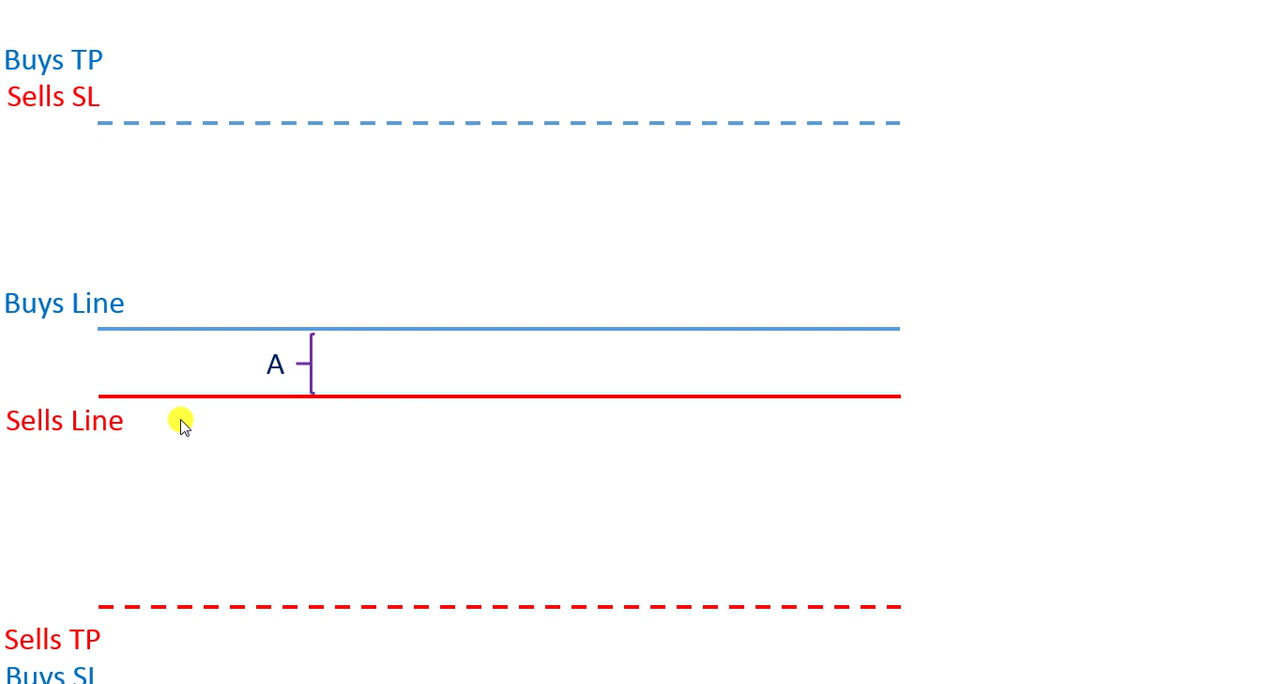 Buys TP
Sells SL
Buys Line
A
Sells Line
Sells TP
Buys SL